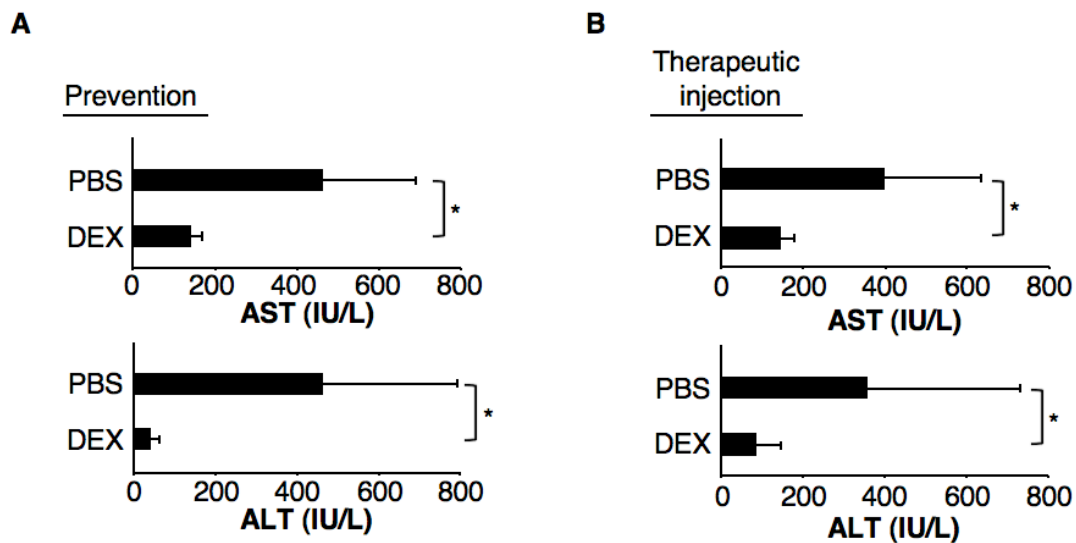 A
Prevention
PBS
*
DEX
0 200 400 600 800
AST (IU/L)
PBS
*
DEX
0 200 400 600 800
ALT (IU/L)
B
Therapeutic
injection
PBS
*
DEX
0 200 400 600 800
AST (IU/L)
PBS
*
DEX
0 200 400 600 800
ALT (IU/L)